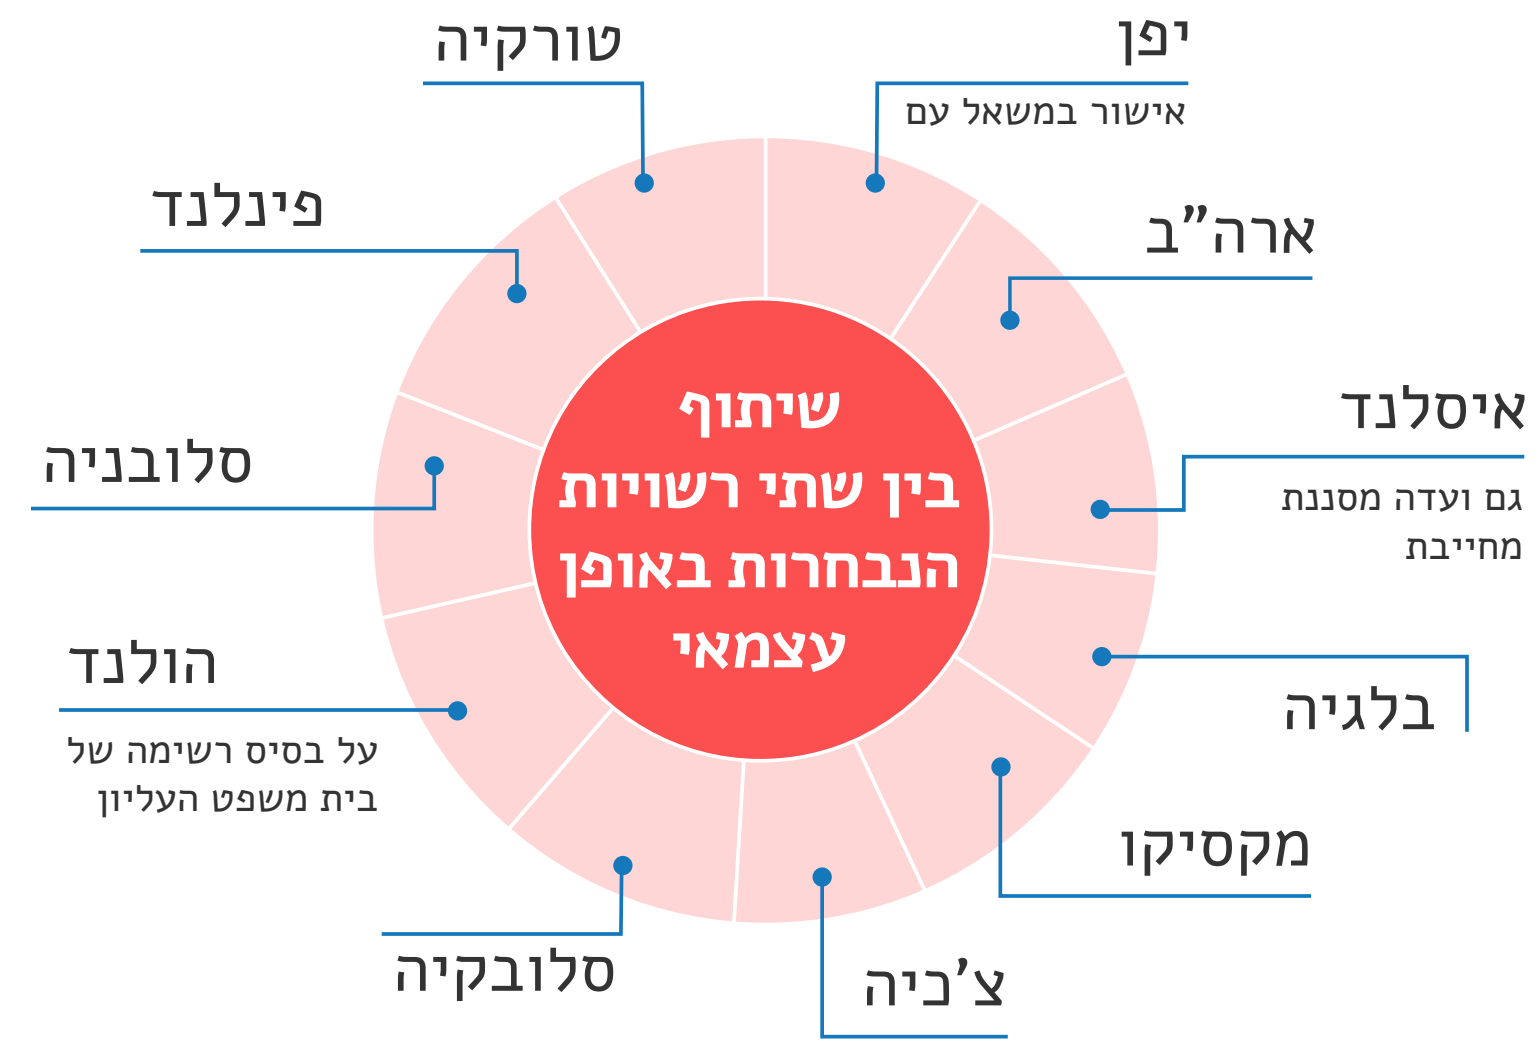 יפן
אישור במשאל עם
ארה"ב
איסלנד
גם ועדה מסננת
מחייבת
בלגיה
מקסיקו
צ'כיה
סלובקיה
הולנד
על בסיס רשימה של
בית משפט העליון
סלובניה
פינלנד
טורקיה
שיתוף
בין שתי רשויות
הנבחרות באופן
עצמאי